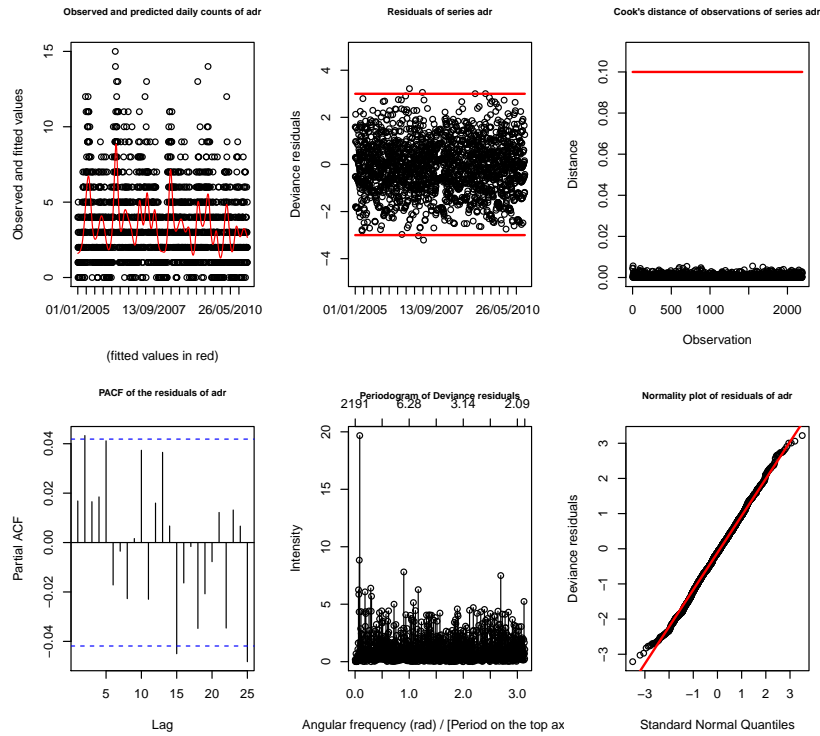 Observed and predicted daily counts of adr
Observed and fitted values
0 5 10 15
01/01/2005 13/09/2007 26/05/2010
(fitted values in red)
Residuals of series adr
Deviance residuals
−4 −2 0 2 4
01/01/2005 13/09/2007 26/05/2010
Cook's distance of observations of series adr
Distance
0.00 0.02 0.04 0.06 0.08 0.10
0 500 1000 2000
Observation
PACF of the residuals of adr
Partial ACF
−0.04 −0.02 0.00 0.02 0.04
5 10 15 20 25
Lag
Periodogram of Deviance residuals
2191 6.28 3.14 2.09
Intensity
0 5 10 15 20
0.0 1.0 2.0 3.0
Angular frequency (rad) / [Period on the top ax
Normality plot of residuals of adr
Deviance residuals
−3 −2 −1 0 1 2 3
−3 −2 −1 0 1 2 3
Standard Normal Quantiles